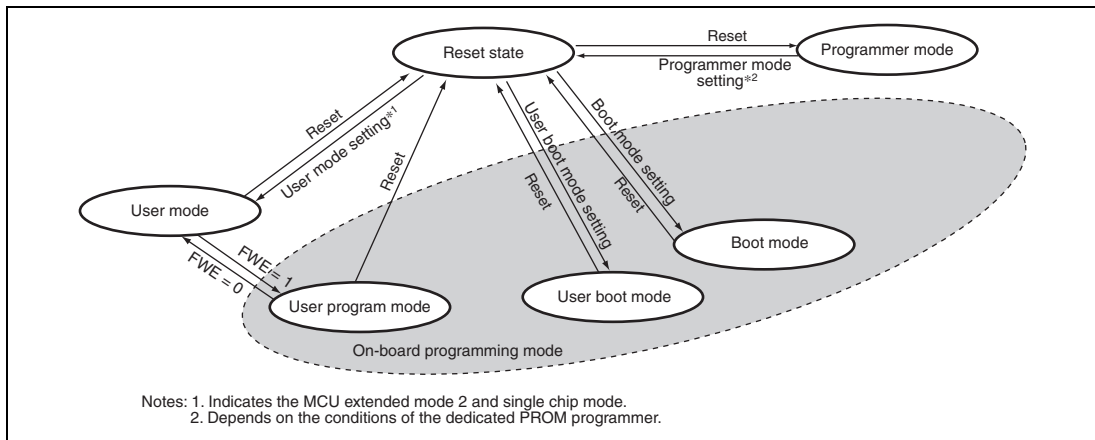 Reset state
Reset
Programmer mode
Programmer mode
setting*2
Reset
User mode setting*1
Reset
User boot mode setting
Reset
Boot mode setting
Reset
User mode
Boot mode
FWE = 1
FWE = 0
User program mode
User boot mode
On-board programming mode
Notes: 1. Indicates the MCU extended mode 2 and single chip mode.
2. Depends on the conditions of the dedicated PROM programmer.